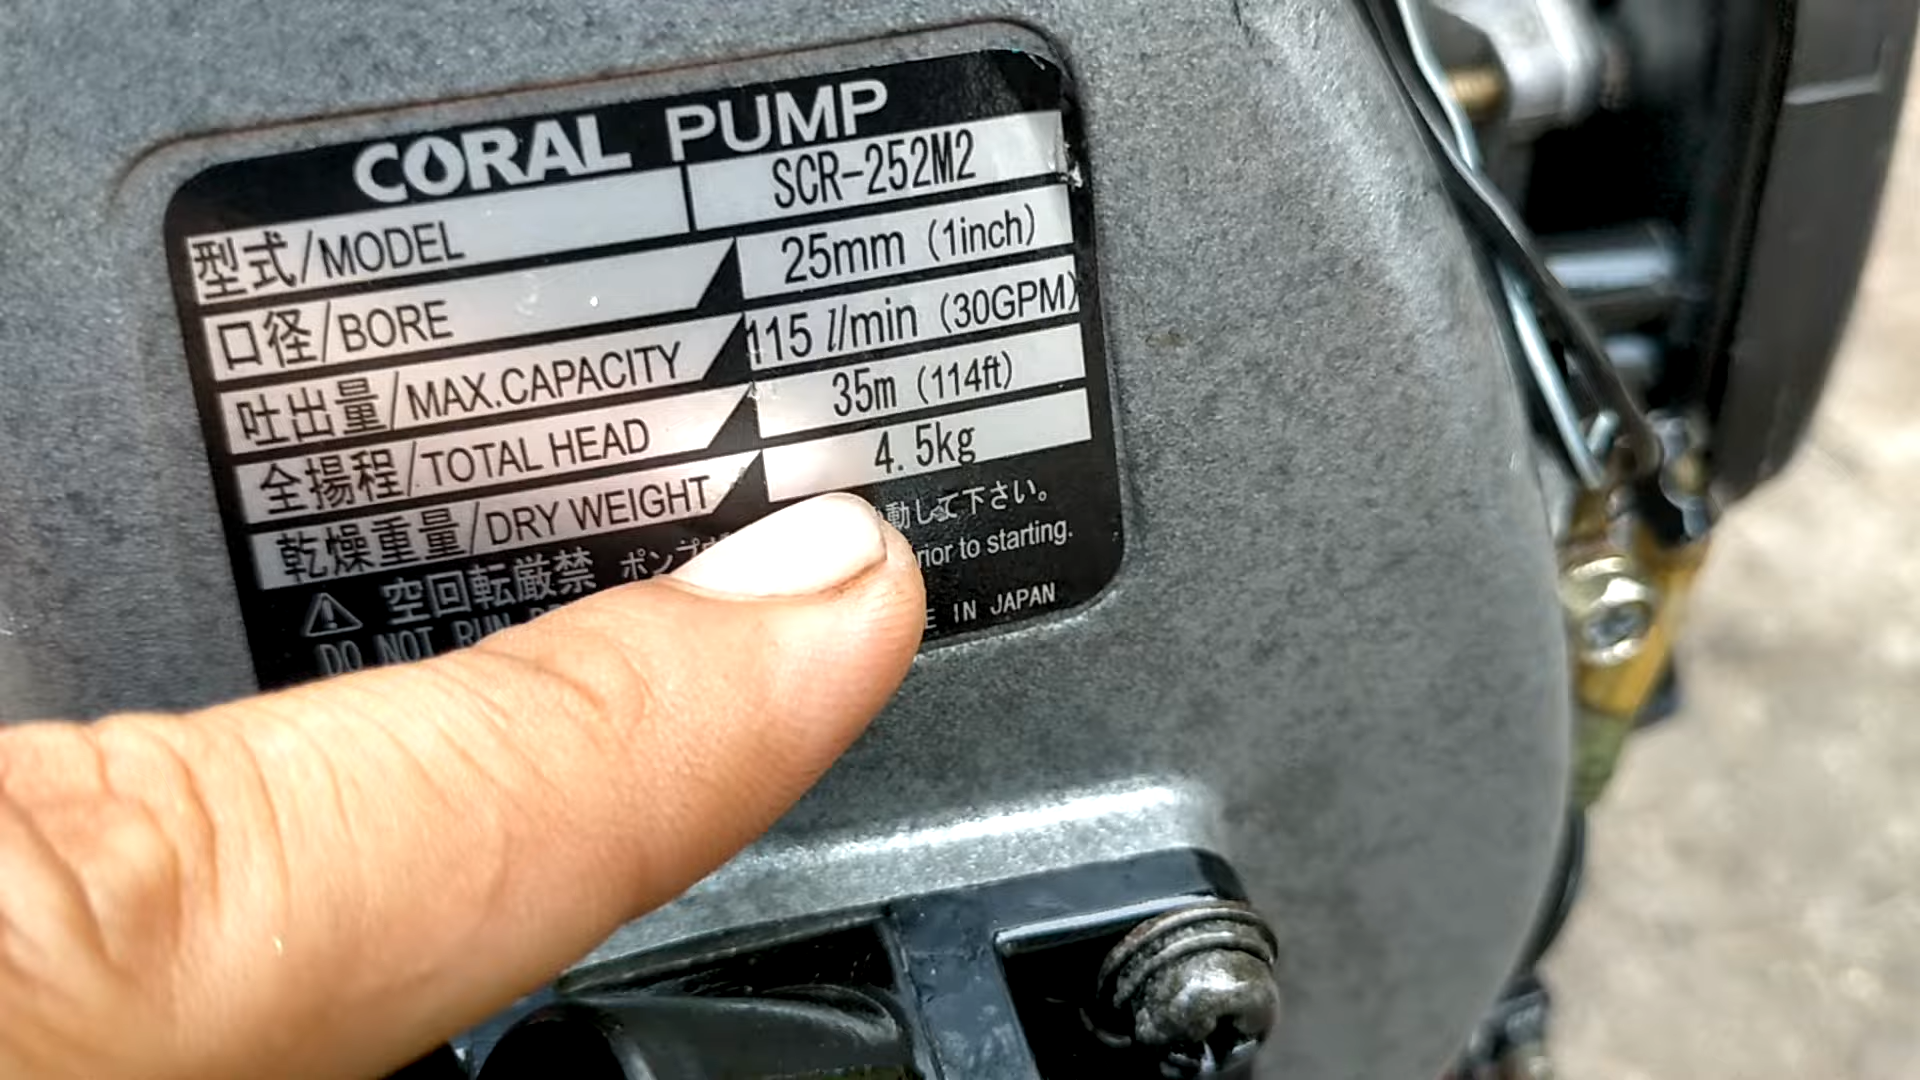 CORAL PUMP
型式/MODEL SCR-252M2
口径/BORE 25mm (1inch)
吐出量/MAX.CAPACITY 115 l/min (30GPM)
全揚程/TOTAL HEAD 35m (114ft)
乾燥重量/DRY WEIGHT 4.5kg
⚠ 空回転厳禁 動して下さい。
DO NOT RUN to starting.
IN JAPAN